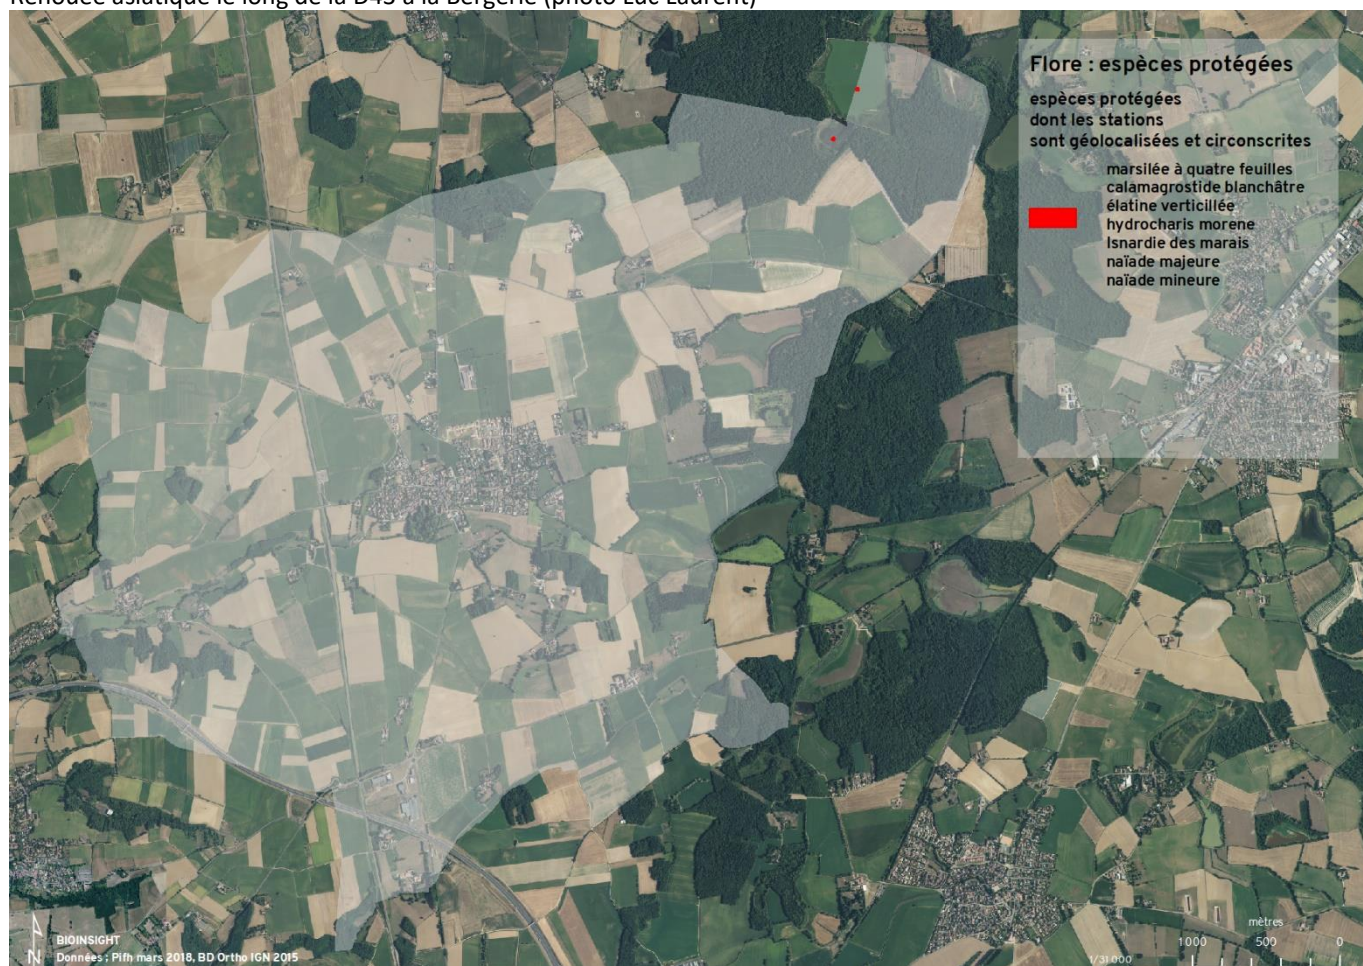 Renouée asiatique le long de la D43 à la Bergerie (photo Luc Laurent)
Flore : espèces protégées
espèces protégées
dont les stations
sont géolocalisées et circonscrites
marsilée à quatre feuilles
calamagrostide blanchâtre
élatine verticillée
hydrocharis morene
Isnardie des marais
naïade majeure
naïade mineure
mètres
1000 500 0
1/31 000
N
BIOINSIGHT
Données : Pifh mars 2018, BD Ortho IGN 2015